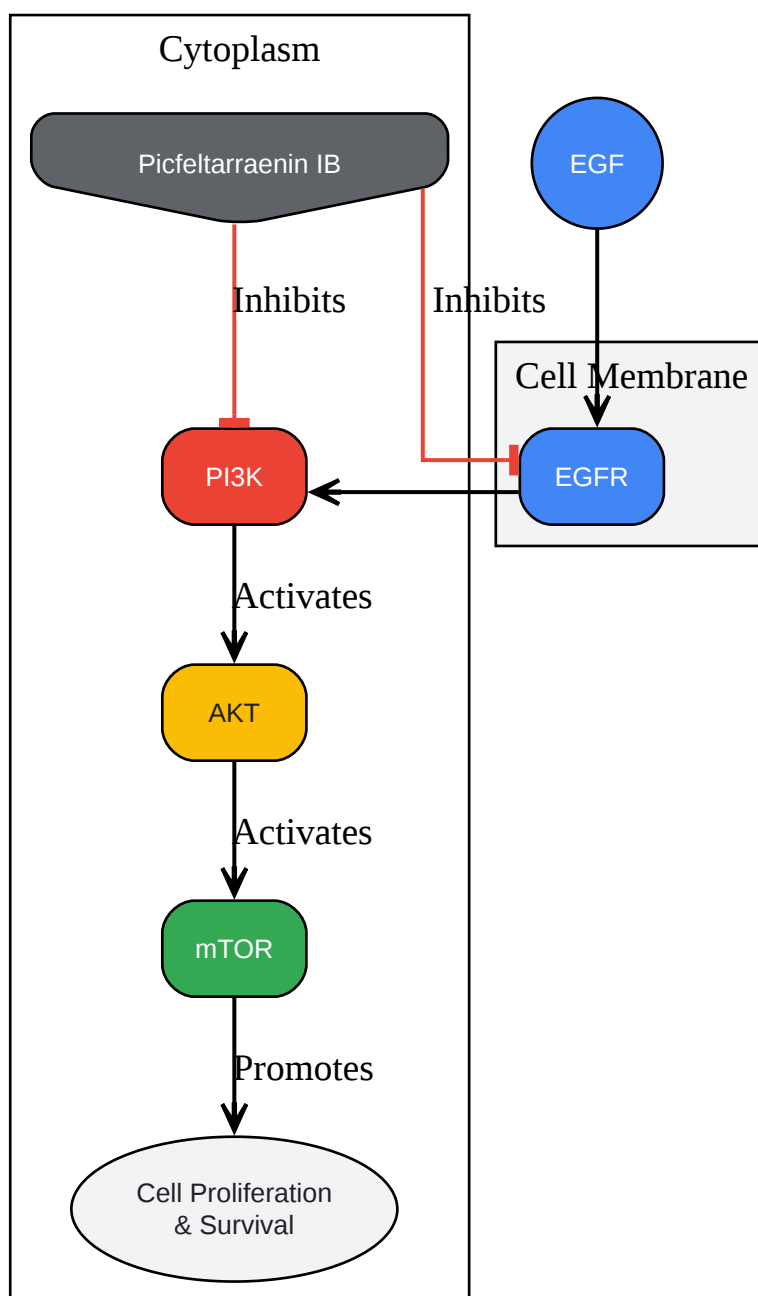 Cytoplasm
Picfeltarraenin IB
EGF
Inhibits
Inhibits
Cell Membrane
PI3K
EGFR
Activates
AKT
Activates
mTOR
Promotes
Cell Proliferation
& Survival